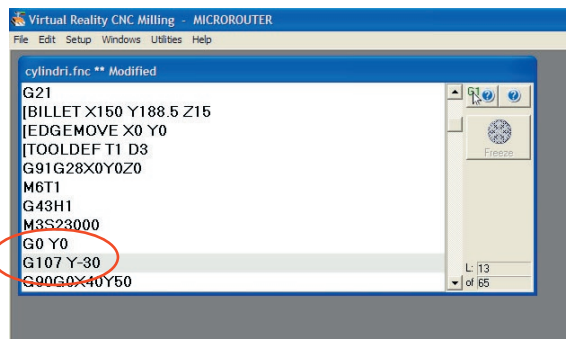 Virtual Reality CNC Milling - MICROROUTER
File Edit Setup Windows Utilities Help
cylindri.fnc ** Modified
G21
[BILLET X150 Y188.5 Z15
[EDGEMOVE X0 Y0
[TOOLDEF T1 D3
G91G28X0Y0Z0
M6T1
G43H1
M3S23000
G0 Y0
G107 Y-30
G90G0X40Y50
G1
Freeze
L: 13
of 65